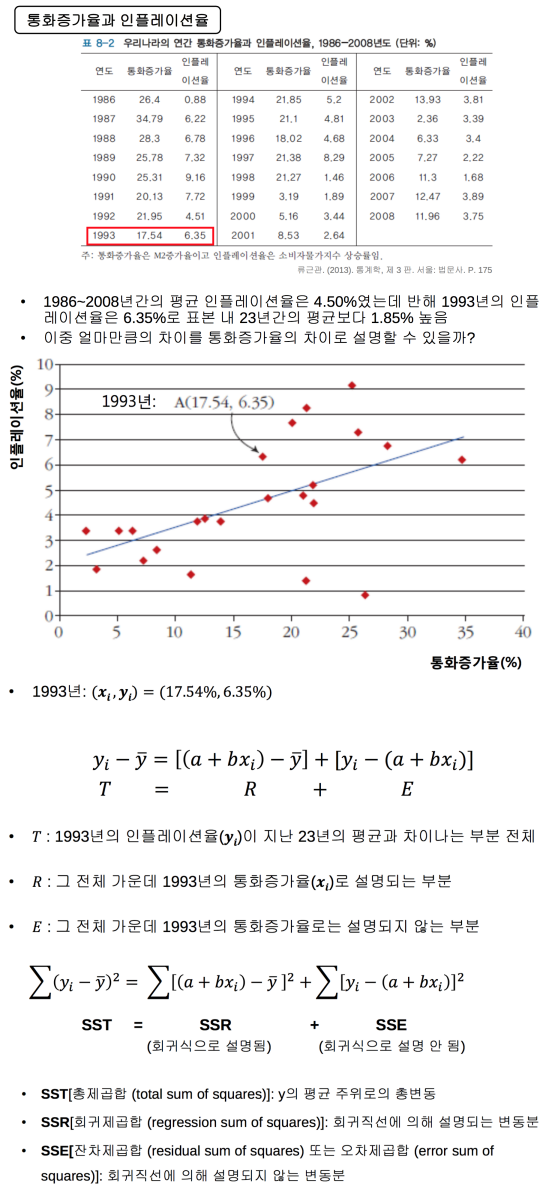 통화증가율과 인플레이션율
표 8-2 우리나라의 연간 통화증가율과 인플레이션율, 1986-2008년도 (단위: %)
연도 통화증가율 인플레이션율 연도 통화증가율 인플레이션율 연도 통화증가율 인플레이션율
1986 26.4 0.88 1994 21.85 5.2 2002 13.93 3.81
1987 34.79 6.22 1995 21.1 4.81 2003 2.36 3.39
1988 28.3 6.78 1996 18.02 4.68 2004 6.33 3.4
1989 25.78 7.32 1997 21.38 8.29 2005 7.27 2.22
1990 25.31 9.16 1998 21.27 1.46 2006 11.3 1.68
1991 20.13 7.72 1999 3.19 1.89 2007 12.47 3.89
1992 21.95 4.51 2000 5.16 3.44 2008 11.96 3.75
1993 17.54 6.35 2001 8.53 2.64
주: 통화증가율은 M2증가율이고 인플레이션율은 소비자물가지수 상승률임.
류근관. (2013). 통계학, 제 3 판. 서울: 법문사. P. 175
• 1986~2008년간의 평균 인플레이션율은 4.50%였는데 반해 1993년의 인플
레이션율은 6.35%로 표본 내 23년간의 평균보다 1.85% 높음
• 이중 얼마만큼의 차이를 통화증가율의 차이로 설명할 수 있을까?
인플레이션율(%)
10
9
8
7
6
5
4
3
2
1
0
1993년: A(17.54, 6.35)
0 5 10 15 20 25 30 35 40
통화증가율(%)
• 1993년: (xᵢ, yᵢ) = (17.54%, 6.35%)
yᵢ − ȳ = [(a + bxᵢ) − ȳ] + [yᵢ − (a + bxᵢ)]
T = R + E
• T : 1993년의 인플레이션율(yᵢ)이 지난 23년의 평균과 차이나는 부분 전체
• R : 그 전체 가운데 1993년의 통화증가율(xᵢ)로 설명되는 부분
• E : 그 전체 가운데 1993년의 통화증가율로는 설명되지 않는 부분
∑(yᵢ − ȳ)² = ∑[(a + bxᵢ) − ȳ ]² + ∑[yᵢ − (a + bxᵢ)]²
SST = SSR + SSE
(회귀식으로 설명됨) (회귀식으로 설명 안 됨)
• SST[총제곱합 (total sum of squares)]: y의 평균 주위로의 총변동
• SSR[회귀제곱합 (regression sum of squares)]: 회귀직선에 의해 설명되는 변동분
• SSE[잔차제곱합 (residual sum of squares) 또는 오차제곱합 (error sum of
squares)]: 회귀직선에 의해 설명되지 않는 변동분